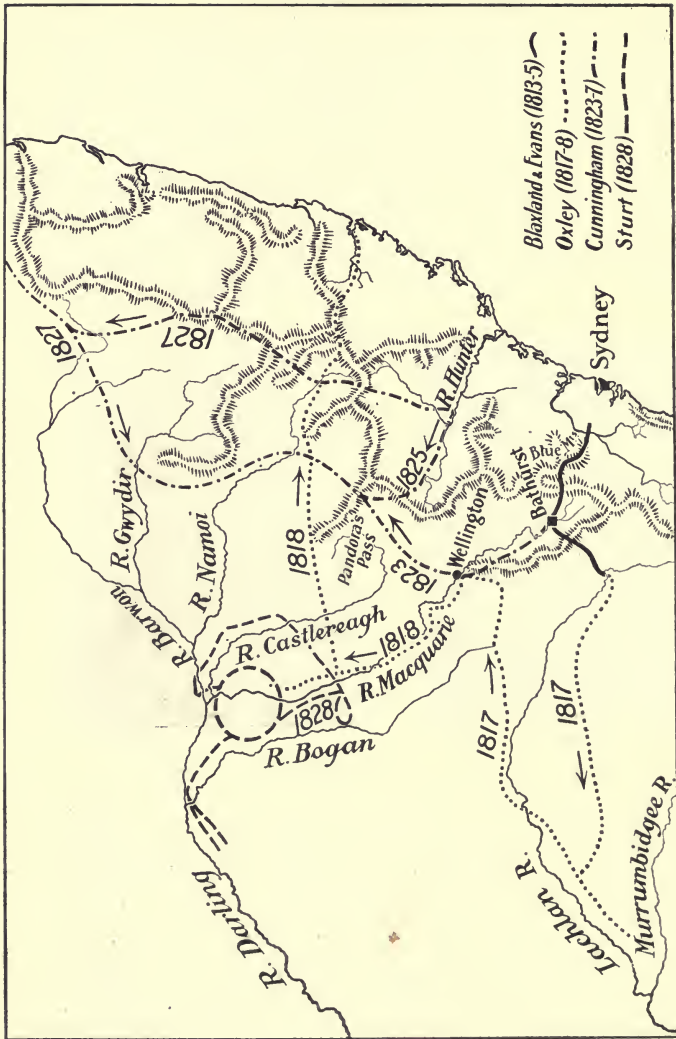 Blaxland & Evans (1813-5)
Oxley (1817-8)
Cunningham (1823-7)
Sturt (1828)
1827
1827
R. Barwon
R. Gwydir
R. Namoi
R. Hunter
1825
1818
Pandora's
Pass
1823
Wellington
R. Castlereagh
1818
R. Macquarie
1828
R. Bogan
R. Darling
Bathurst
Blue Mts
Sydney
1817
1817
Lachlan R.
Murrumbidgee R.